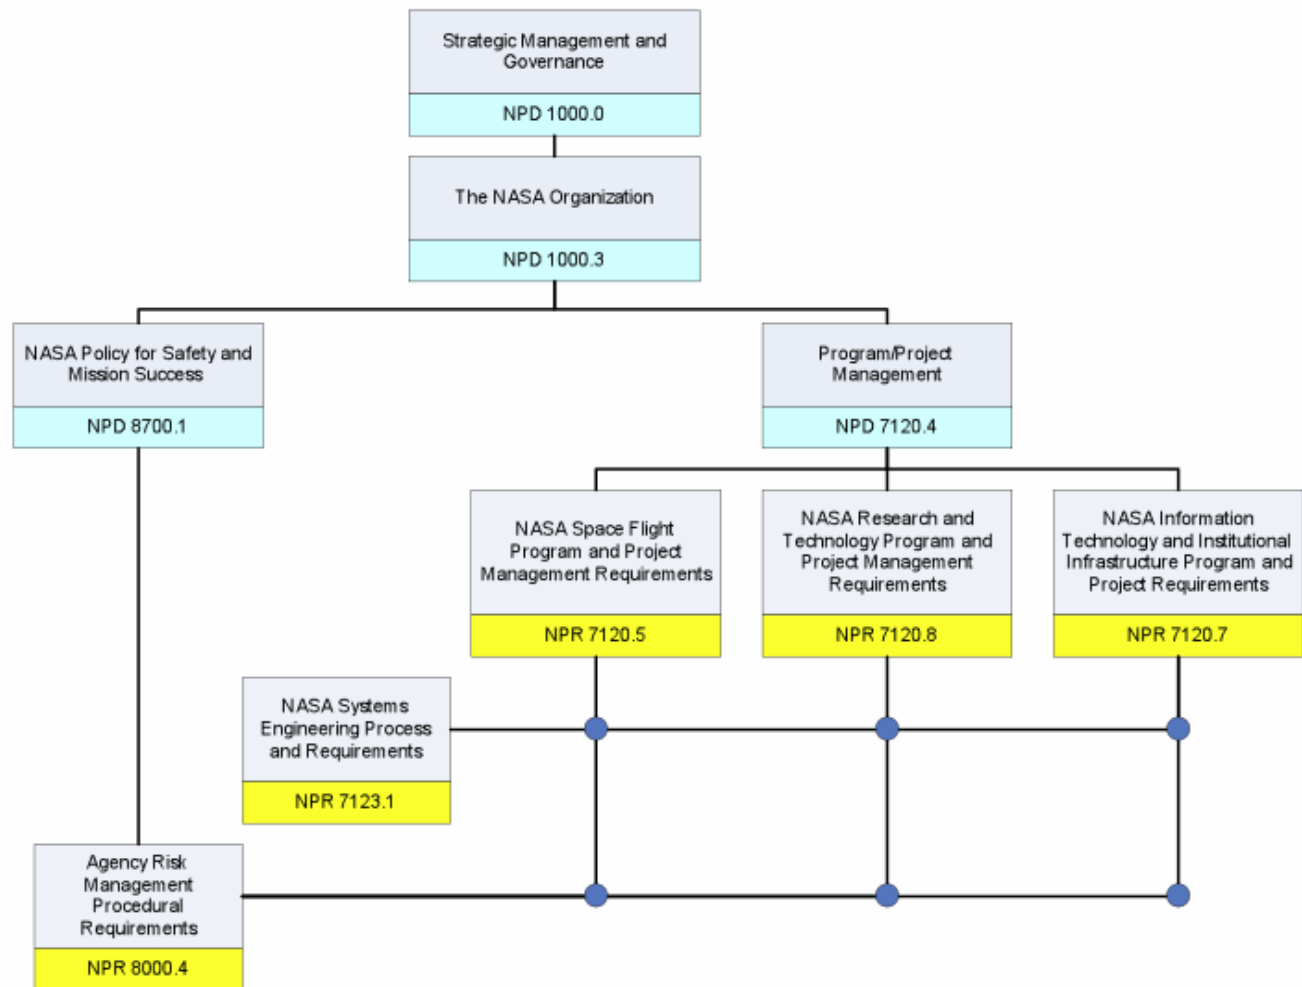 Strategic Management and
Governance
NPD 1000.0
The NASA Organization
NPD 1000.3
NASA Policy for Safety and
Mission Success
NPD 8700.1
Program/Project
Management
NPD 7120.4
NASA Space Flight
Program and Project
Management Requirements
NPR 7120.5
NASA Research and
Technology Program and
Project Management
Requirements
NPR 7120.8
NASA Information
Technology and Institutional
Infrastructure Program and
Project Requirements
NPR 7120.7
NASA Systems
Engineering Process
and Requirements
NPR 7123.1
Agency Risk
Management
Procedural
Requirements
NPR 8000.4